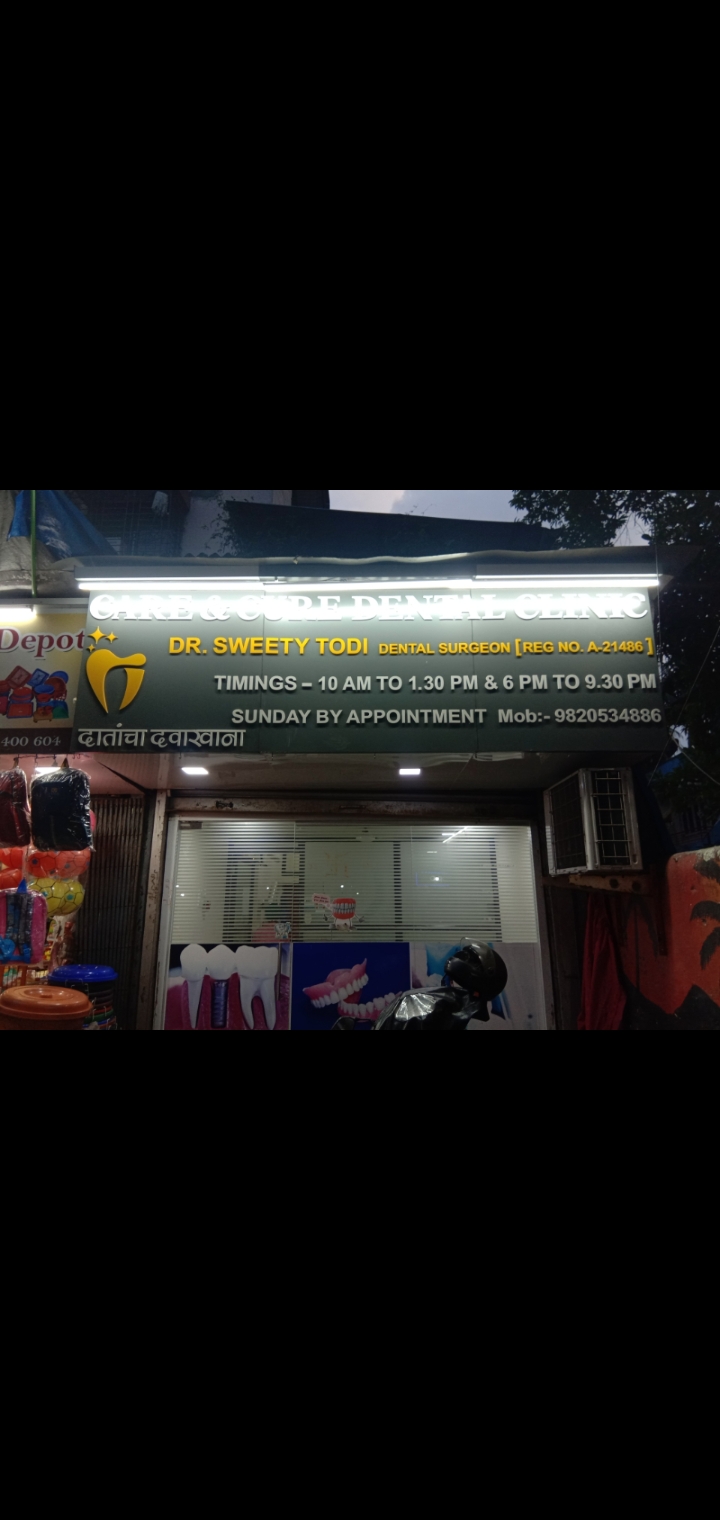 CARE & CURE DENTAL CLINIC
DR. SWEETY TODI DENTAL SURGEON [REG NO. A-21486]
TIMINGS – 10 AM TO 1.30 PM & 6 PM TO 9.30 PM
SUNDAY BY APPOINTMENT Mob:- 9820534886
दातांचा दवाखाना
Depot
400 604